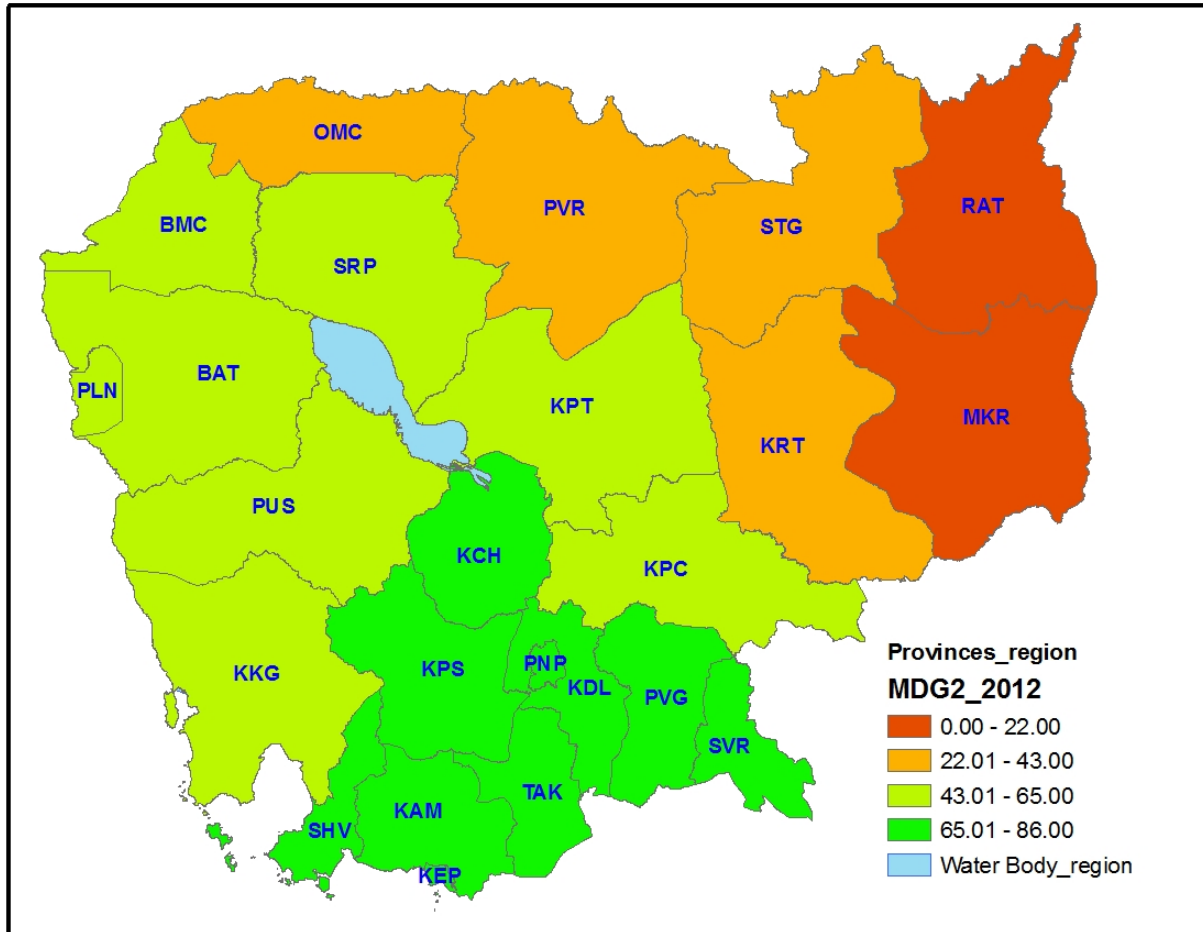 OMC
BMC
PVR
STG
RAT
SRP
PLN
BAT
KPT
KRT
MKR
PUS
KCH
KPC
KKG
KPS
PNP
KDL
PVG
SVR
TAK
KAM
SHV
KEP
Provinces_region
MDG2_2012
0.00 - 22.00
22.01 - 43.00
43.01 - 65.00
65.01 - 86.00
Water Body_region